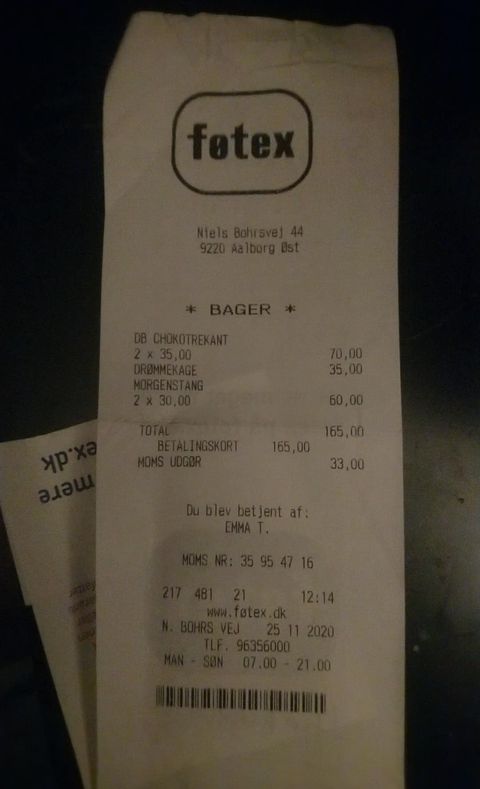 føtex
Niels Bohrsvej 44
9220 Aalborg Øst
* BAGER *
DB CHOKOTREKANT
2 x 35,00 70,00
DRØMMEKAGE 35,00
MORGENSTANG
2 x 30,00 60,00
TOTAL 165,00
BETALINGSKORT 165,00
MOMS UDGØR 33,00
Du blev betjent af:
EMMA T.
MOMS NR: 35 95 47 16
217 481 21 12:14
www.føtex.dk
N. BOHRS VEJ 25 11 2020
TLF. 96356000
MAN - SØN 07.00 - 21.00
ex.dk
mere